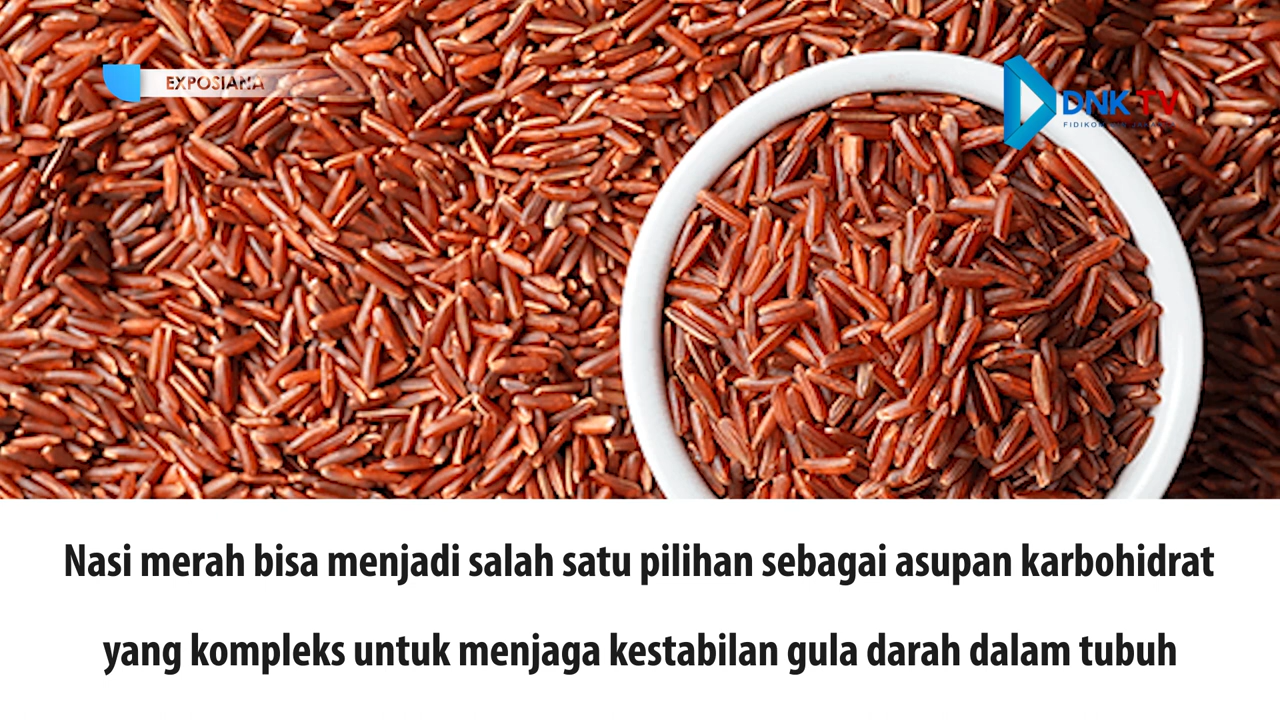 EXPOSIANA
DNK TV
Nasi merah bisa menjadi salah satu pilihan sebagai asupan karbohidrat
yang kompleks untuk menjaga kestabilan gula darah dalam tubuh